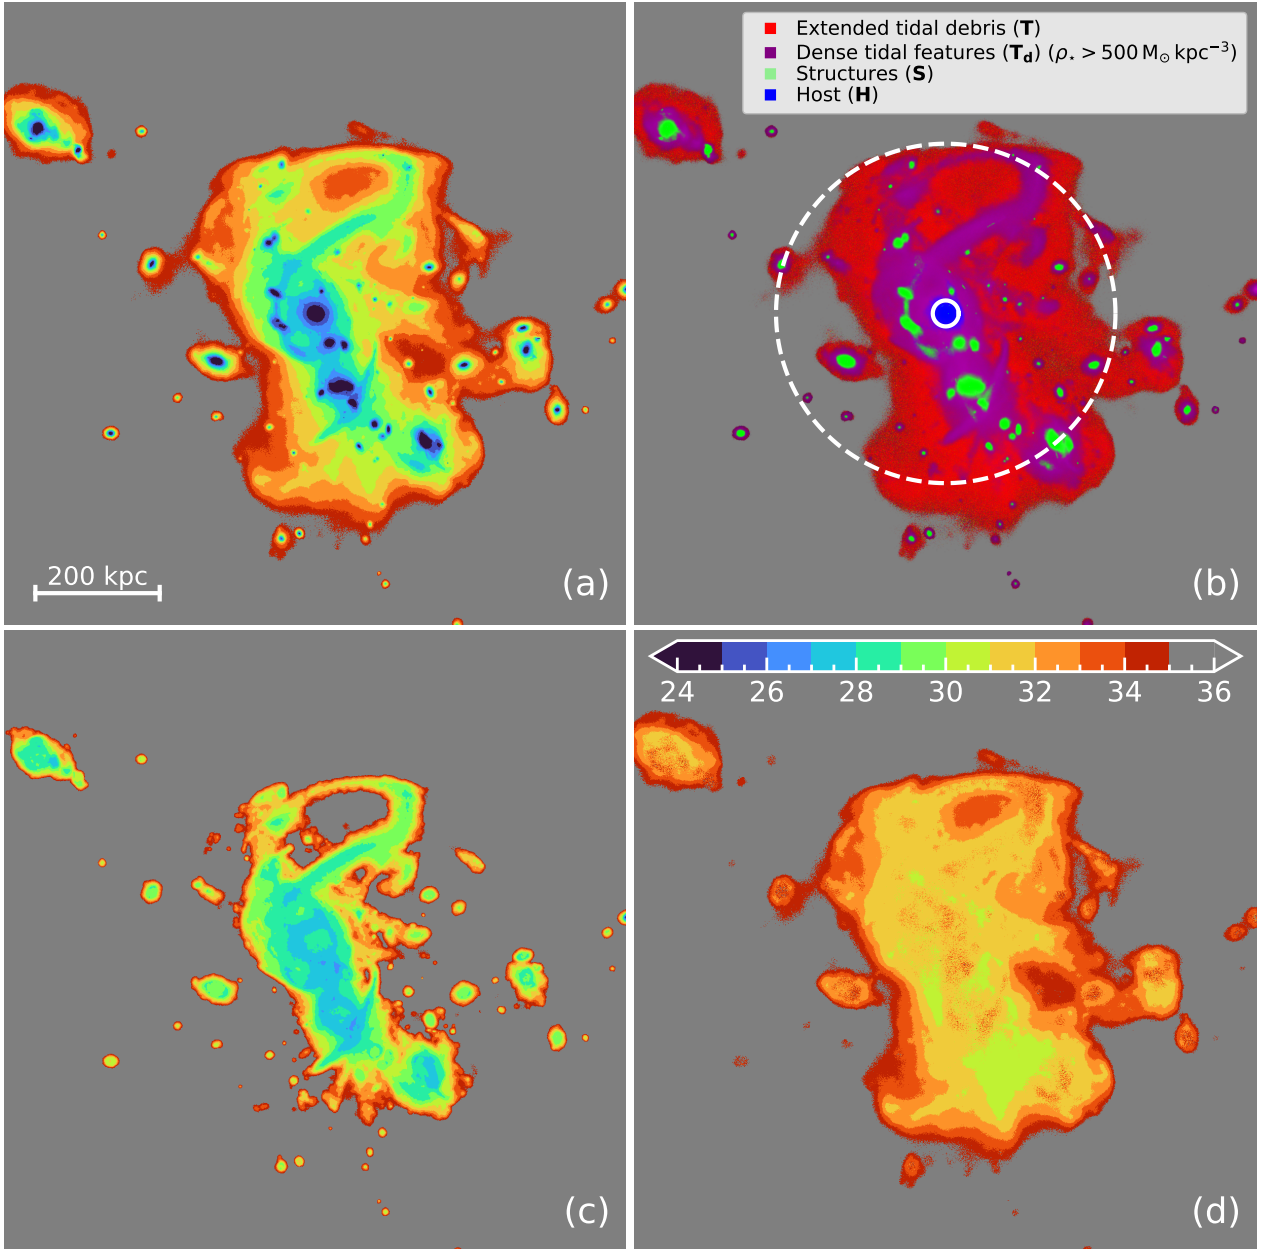 Extended tidal debris (T)
Dense tidal features (T_d) (ρ⋆ > 500 M⊙ kpc⁻³)
Structures (S)
Host (H)
200 kpc
(a)
(b)
24 26 28 30 32 34 36
(c)
(d)